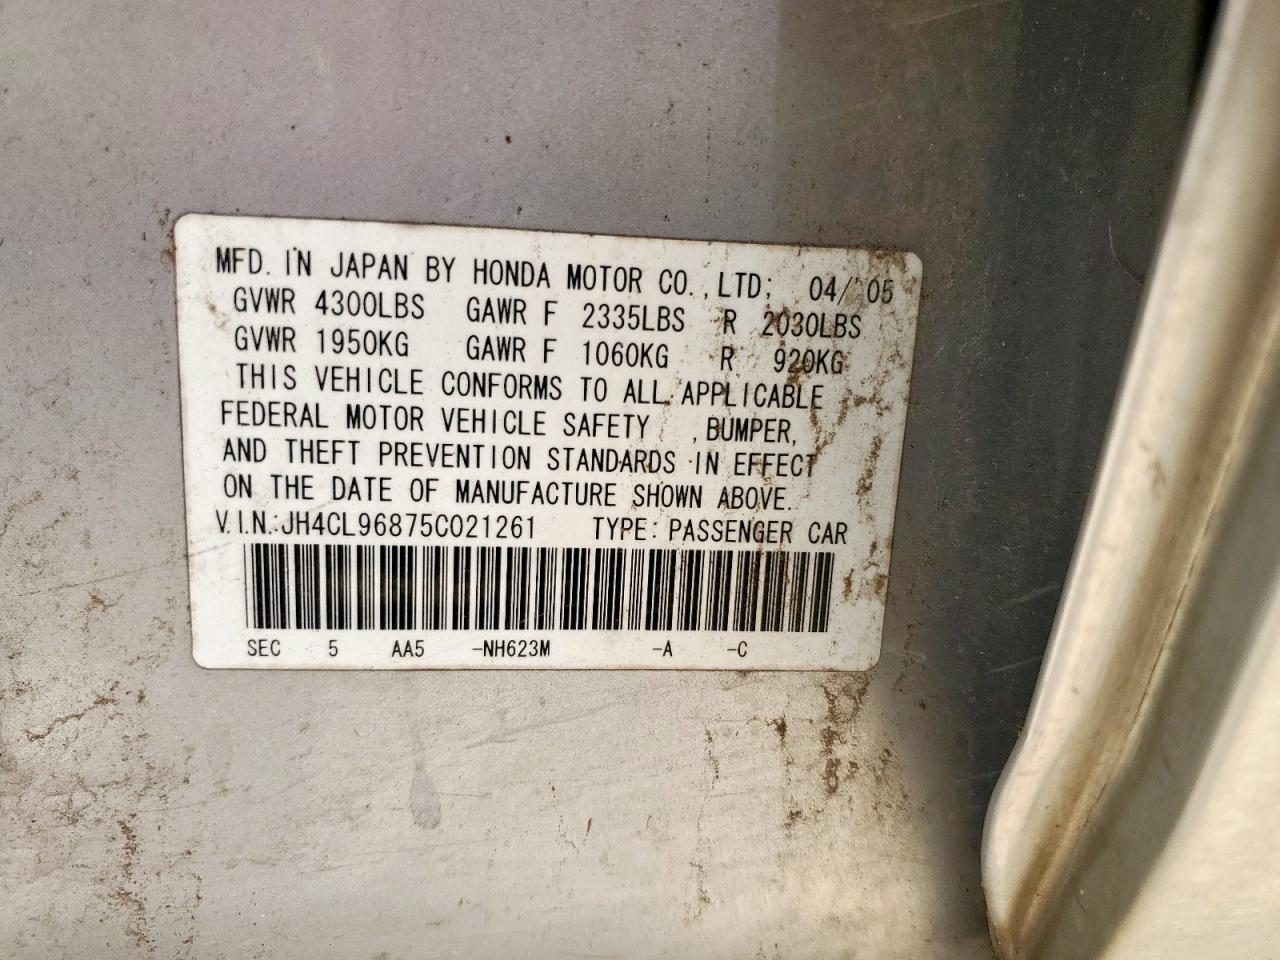 MFD. IN JAPAN BY HONDA MOTOR CO.,LTD; 04/'05
GVWR 4300LBS GAWR F 2335LBS R 2030LBS
GVWR 1950KG GAWR F 1060KG R 920KG
THIS VEHICLE CONFORMS TO ALL APPLICABLE
FEDERAL MOTOR VEHICLE SAFETY ,BUMPER,
AND THEFT PREVENTION STANDARDS IN EFFECT
ON THE DATE OF MANUFACTURE SHOWN ABOVE.
V.I.N.:JH4CL96875C021261 TYPE: PASSENGER CAR
SEC 5 AA5 -NH623M -A -C